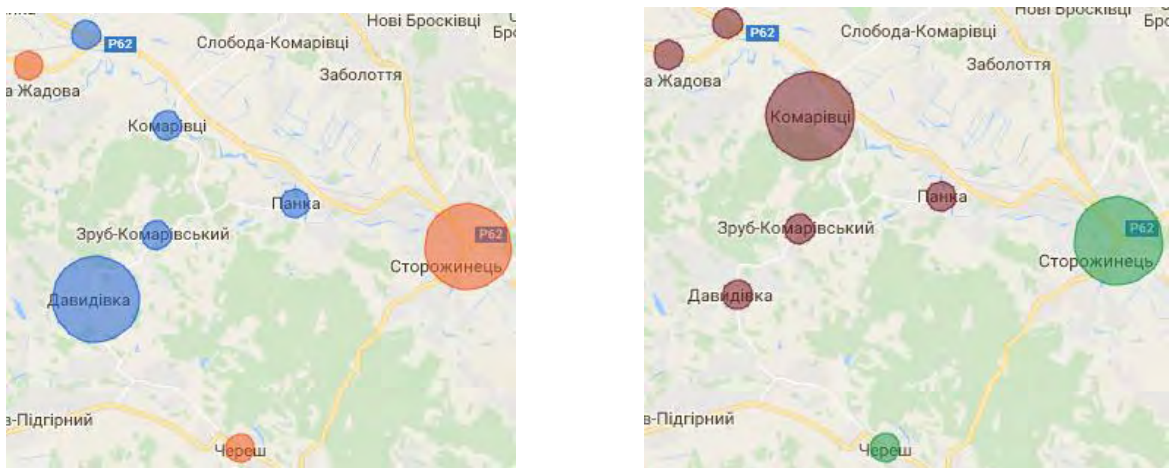 Нові Бросківці
P62
Слобода-Комарівці
Заболоття
а Жадова
Комарівці
Панка
Зруб-Комарівський
P62
Сторожинець
Давидівка
в-Підгірний
Череш
Нові Бросківці
P62
Слобода-Комарівці
Заболоття
а Жадова
Комарівці
Панка
Зруб-Комарівський
P62
Сторожинець
Давидівка
в-Підгірний
Череш